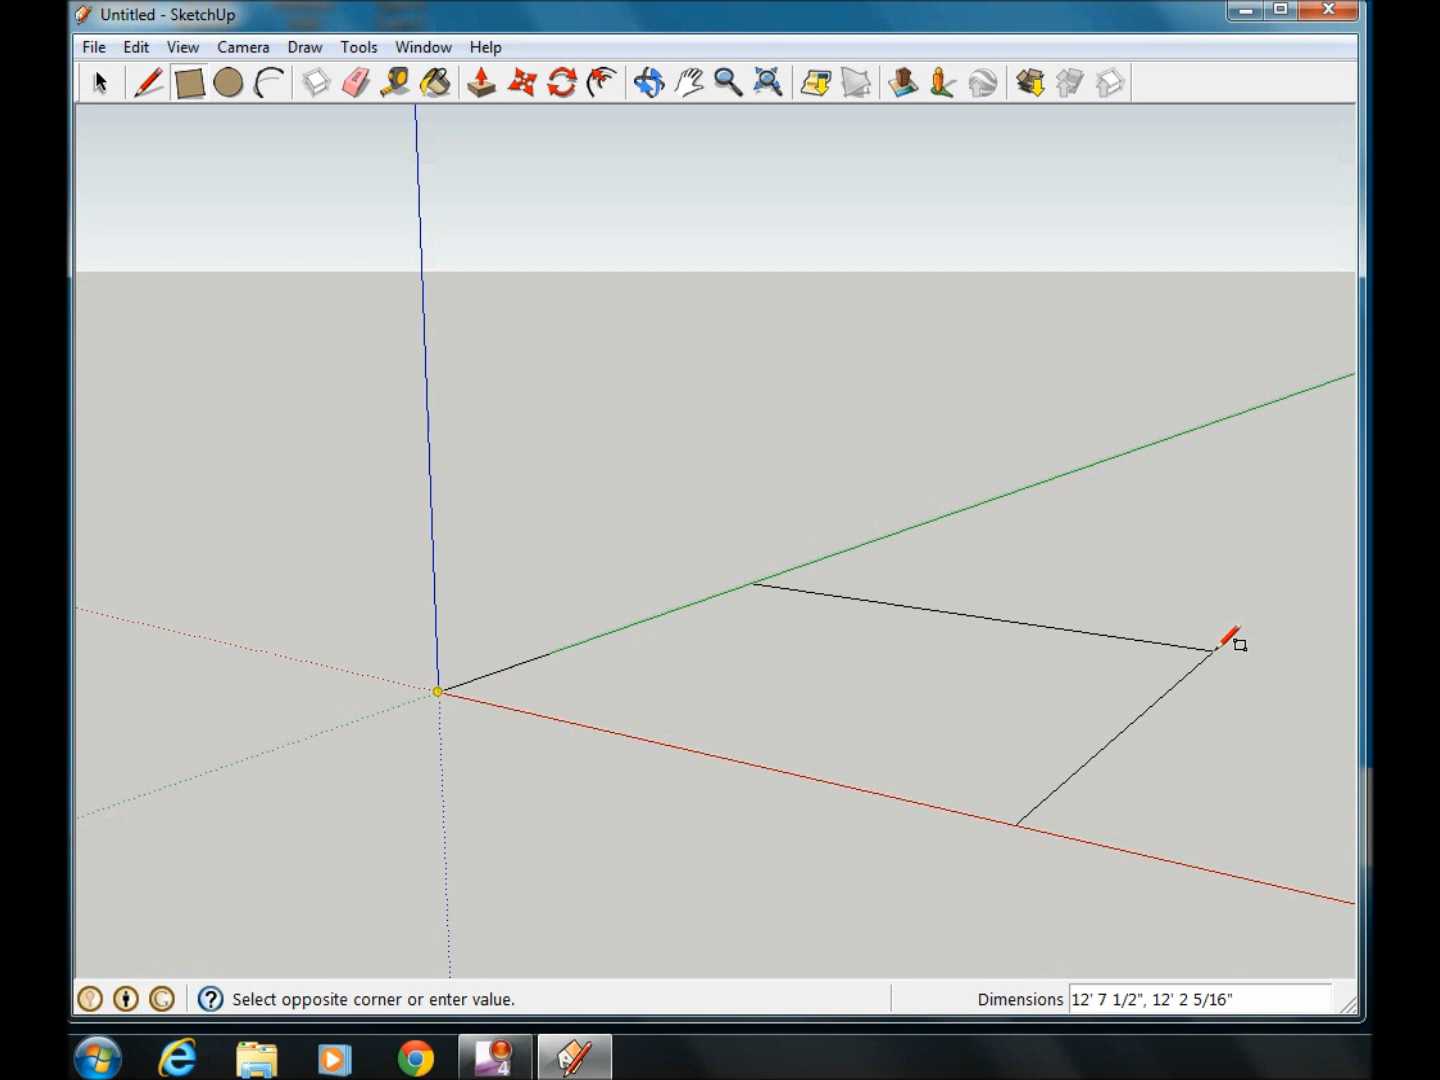 Untitled - SketchUp
File Edit View Camera Draw Tools Window Help
Select opposite corner or enter value.
Dimensions 12' 7 1/2", 12' 2 5/16"
4